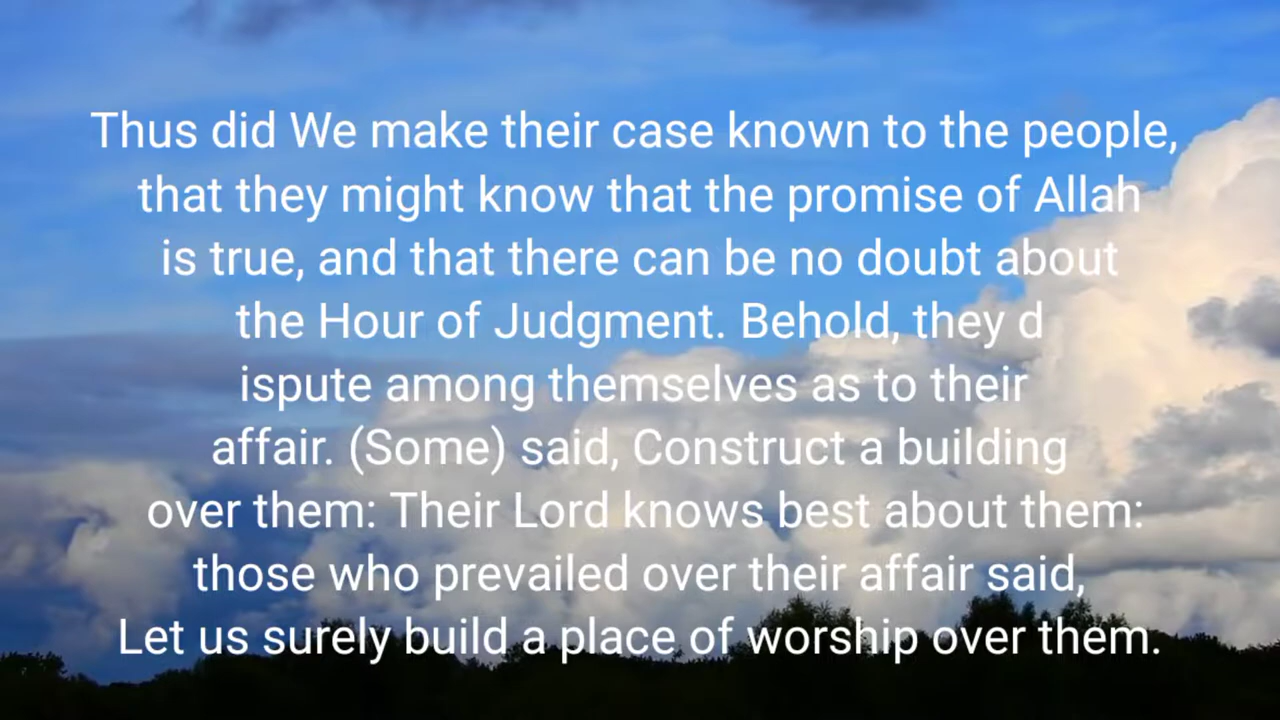 Thus did We make their case known to the people,
that they might know that the promise of Allah
is true, and that there can be no doubt about
the Hour of Judgment. Behold, they d
ispute among themselves as to their
affair. (Some) said, Construct a building
over them: Their Lord knows best about them:
those who prevailed over their affair said,
Let us surely build a place of worship over them.